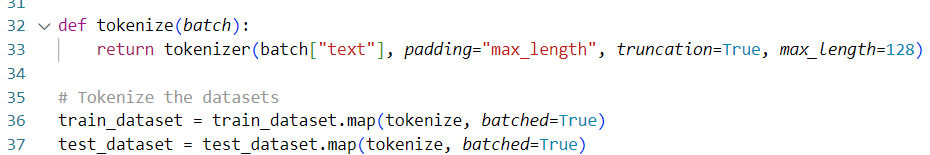 31
32 def tokenize(batch):
33 return tokenizer(batch["text"], padding="max_length", truncation=True, max_length=128)
34
35 # Tokenize the datasets
36 train_dataset = train_dataset.map(tokenize, batched=True)
37 test_dataset = test_dataset.map(tokenize, batched=True)